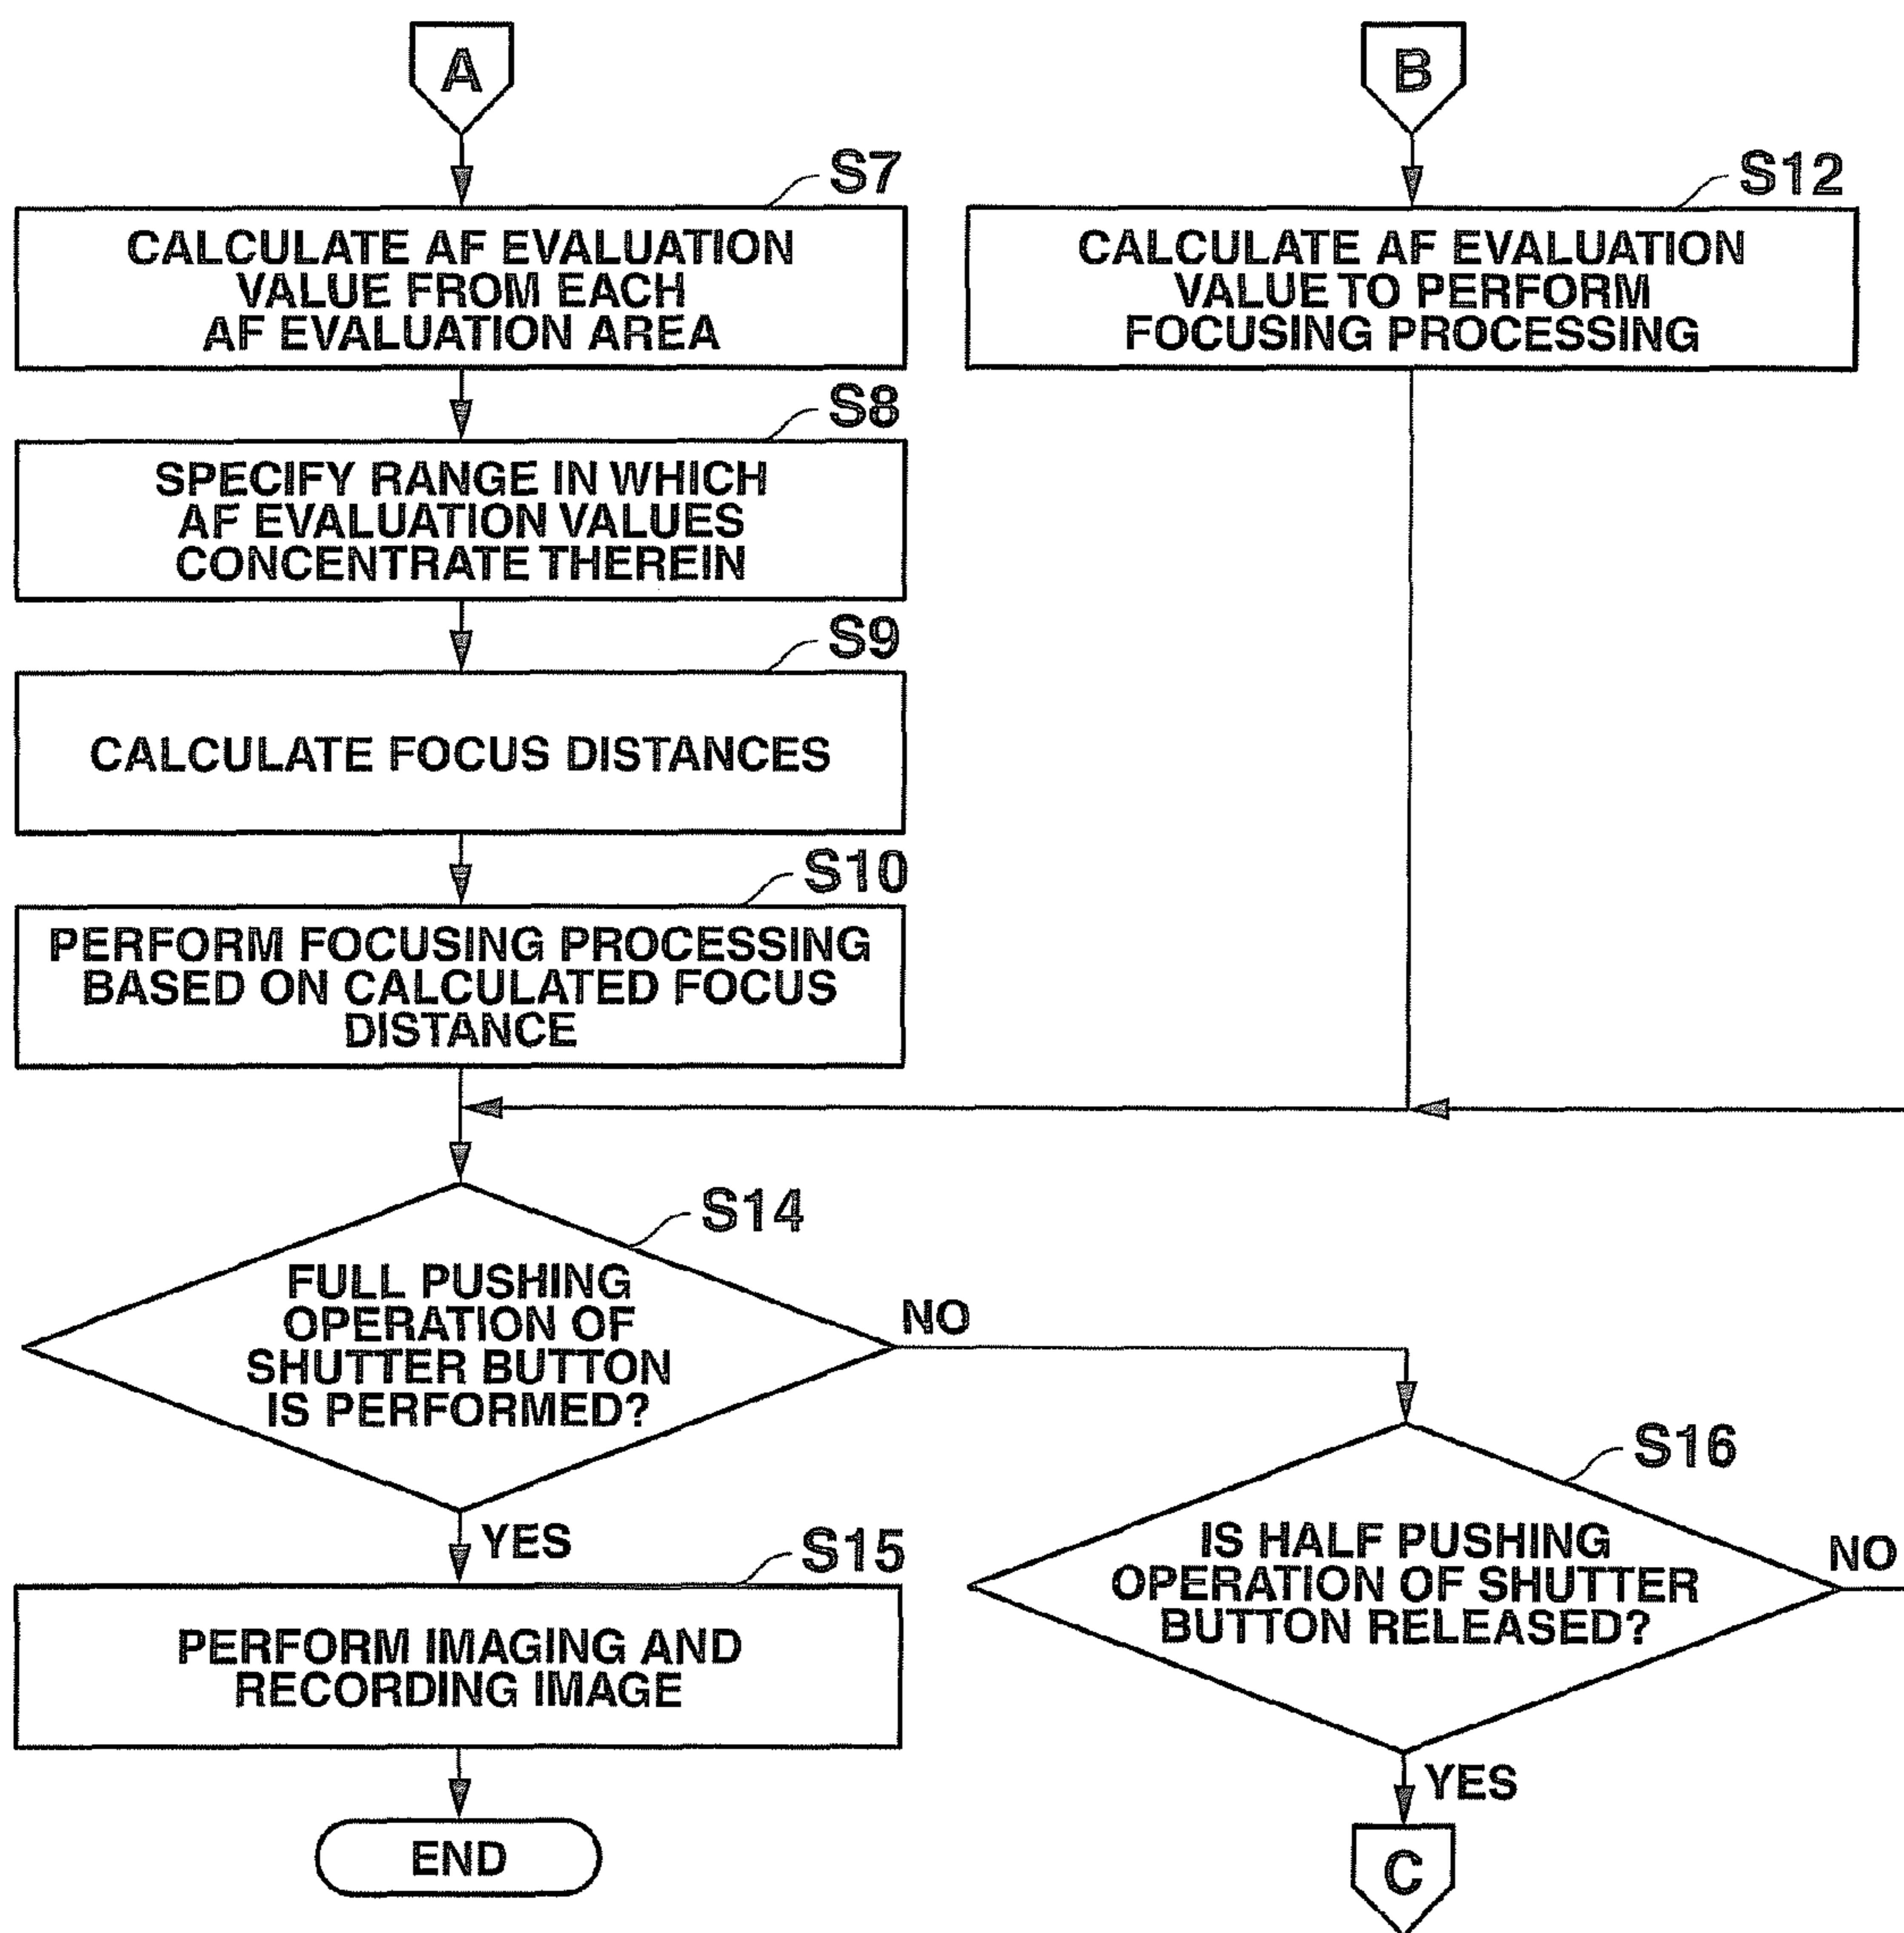 A
S7
CALCULATE AF EVALUATION
VALUE FROM EACH
AF EVALUATION AREA
S8
SPECIFY RANGE IN WHICH
AF EVALUATION VALUES
CONCENTRATE THEREIN
S9
CALCULATE FOCUS DISTANCES
S10
PERFORM FOCUSING PROCESSING
BASED ON CALCULATED FOCUS
DISTANCE
B
S12
CALCULATE AF EVALUATION
VALUE TO PERFORM
FOCUSING PROCESSING
S14
FULL PUSHING
OPERATION OF
SHUTTER BUTTON
IS PERFORMED?
NO
YES
S15
PERFORM IMAGING AND
RECORDING IMAGE
END
S16
IS HALF PUSHING
OPERATION OF SHUTTER
BUTTON RELEASED?
NO
YES
C